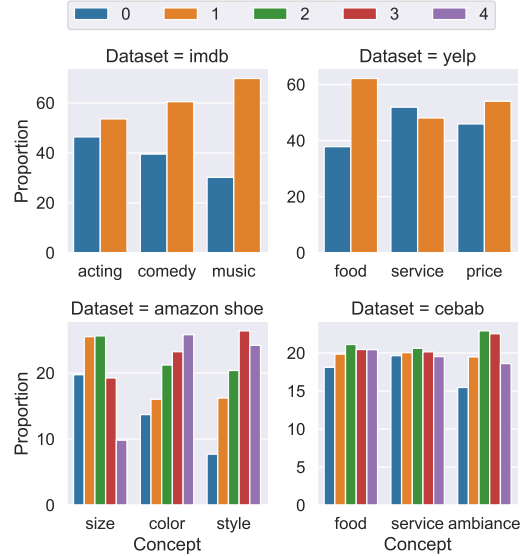 0 1 2 3 4
Dataset = imdb
Dataset = yelp
Proportion
60
40
20
0
60
40
20
0
acting comedy music
food service price
Dataset = amazon shoe
Dataset = cebab
Proportion
20
10
0
20
15
10
5
0
size color style
food service ambiance
Concept
Concept